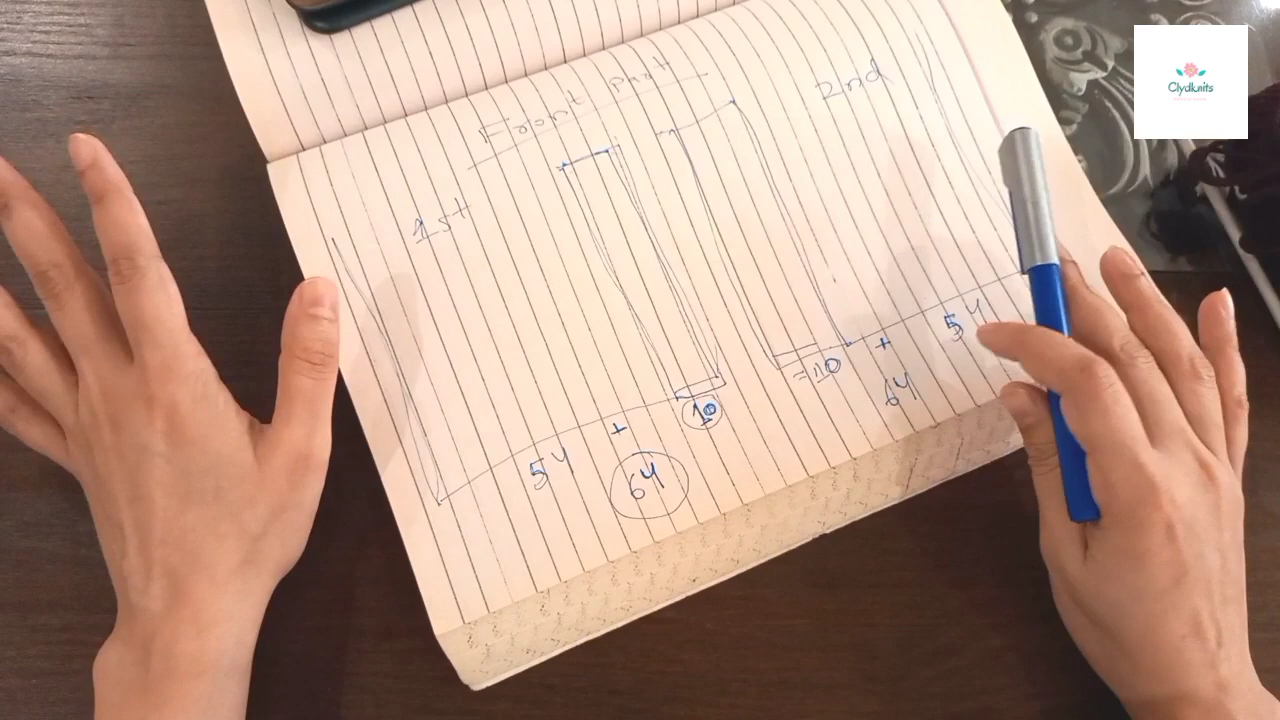 Clydknits
Front part
1st
2nd
54 + 10
64
= 10 + 54
64